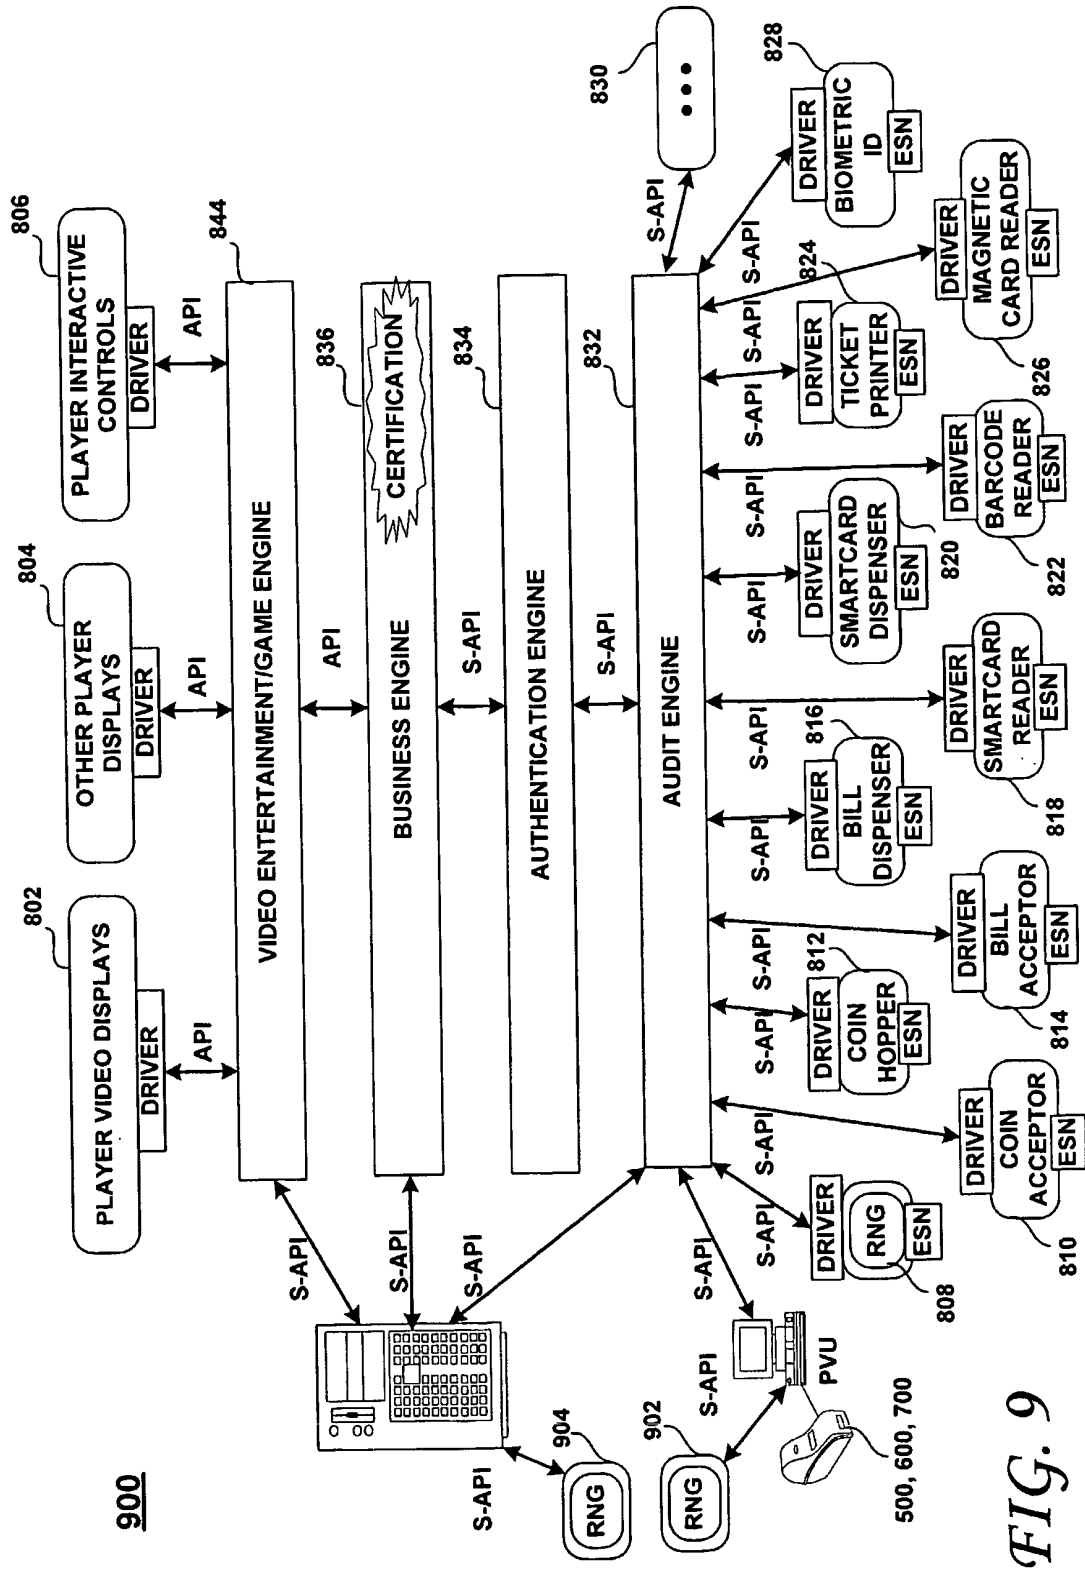 900
802
PLAYER VIDEO DISPLAYS
DRIVER
API
804
OTHER PLAYER
DISPLAYS
DRIVER
API
806
PLAYER INTERACTIVE
CONTROLS
DRIVER
API
844
VIDEO ENTERTAINMENT/GAME ENGINE
S-API
API
836
BUSINESS ENGINE
CERTIFICATION
S-API
S-API
834
AUTHENTICATION ENGINE
S-API
S-API
832
AUDIT ENGINE
S-API
904
RNG
902
RNG
S-API
S-API
PVU
500, 600, 700
S-API
DRIVER
RNG
ESN
808
S-API
DRIVER
COIN
ACCEPTOR
ESN
810
S-API
812
DRIVER
COIN
HOPPER
ESN
S-API
DRIVER
BILL
ACCEPTOR
ESN
814
S-API
816
DRIVER
BILL
DISPENSER
ESN
S-API
DRIVER
SMARTCARD
READER
ESN
818
S-API
DRIVER
SMARTCARD
DISPENSER
ESN
820
S-API
DRIVER
BARCODE
READER
ESN
822
S-API
824
DRIVER
TICKET
PRINTER
ESN
S-API
DRIVER
MAGNETIC
CARD READER
ESN
826
S-API
828
DRIVER
BIOMETRIC
ID
ESN
S-API
830
•••
FIG. 9